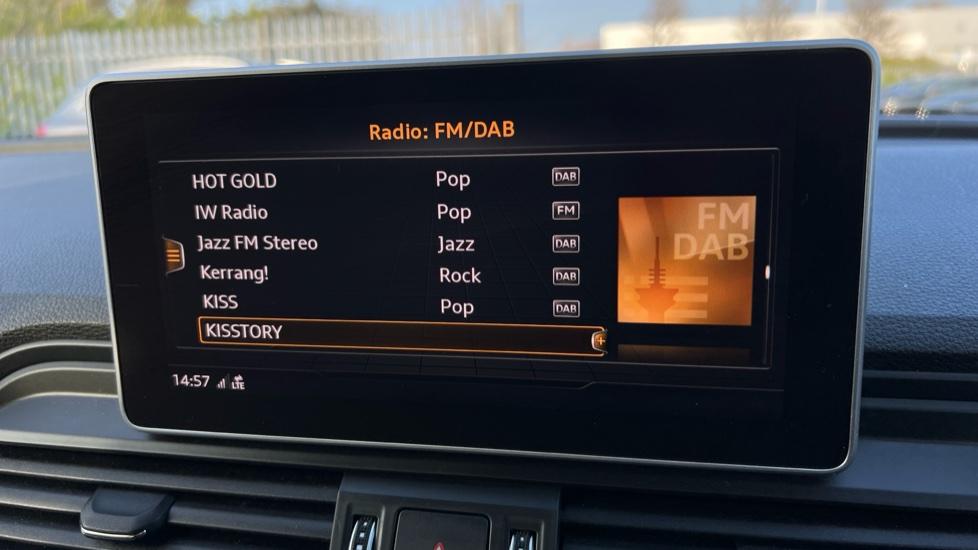 Radio: FM/DAB
HOT GOLD Pop DAB
IW Radio Pop FM
Jazz FM Stereo Jazz DAB
Kerrang! Rock DAB
KISS Pop DAB
KISSTORY +
FM
DAB
14:57 LTE